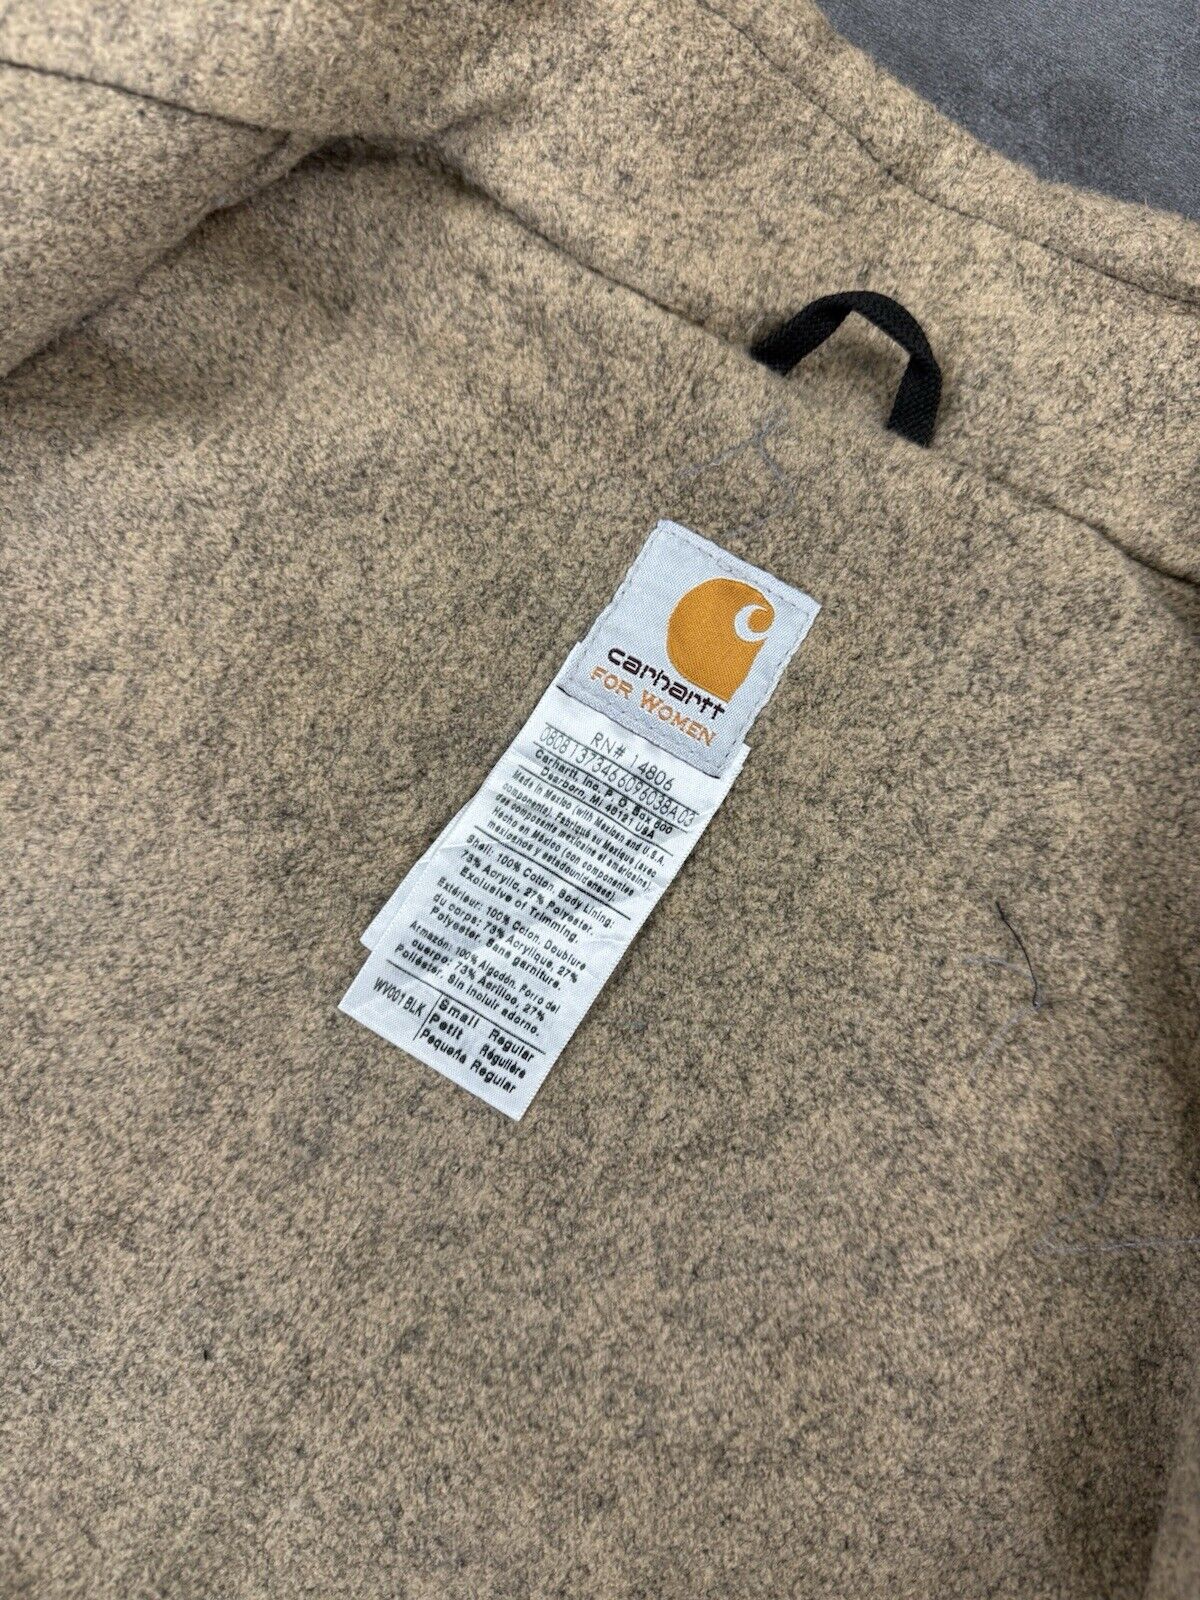 carhartt
FOR WOMEN
RN# 14806
08081373466096038A03
Carhartt, Inc. P. O. Box 600
Dearborn, MI 48121 USA
Made in Mexico (with Mexican and U.S.A.
components). Fabriqué au Mexique (avec
des composants mexicains et américains).
Hecho en México (con componentes
mexicanos y estadounidenses).
Shell: 100% Cotton. Body Lining:
73% Acrylic, 27% Polyester.
Exclusive of Trimming.
Extérieur: 100% Coton. Doublure
du corps: 73% Acrylique, 27%
Polyester. Sans garniture.
Armazón: 100% Algodón. Forro del
cuerpo: 73% Acrílico, 27%
Poliéster. Sin incluir adorno.
WV001 BLK
Small Regular
Petit Régulière
Pequeña Regular